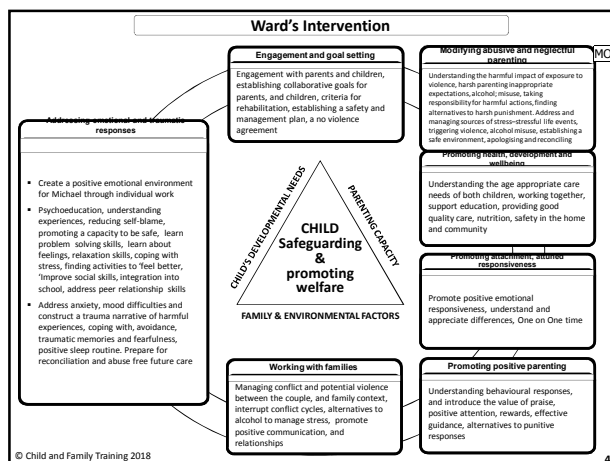 Ward's Intervention
Engagement and goal setting
Engagement with parents and children,
establishing collaborative goals for
parents, and children, criteria for
rehabilitation, establishing a safety and
management plan, a no violence
agreement
Modifying abusive and neglectful
parenting
MO
Understanding the harmful impact of exposure to
violence, harsh parenting inappropriate
expectations, alcohol; misuse, taking
responsibility for harmful actions, finding
alternatives to harsh punishment. Address and
managing sources of stress–stressful life events,
triggering violence, alcohol misuse, establishing a
safe environment, apologising and reconciling
Addressing emotional and traumatic
responses
▪ Create a positive emotional environment
for Michael through individual work
▪ Psychoeducation, understanding
experiences, reducing self-blame,
promoting a capacity to be safe, learn
problem solving skills, learn about
feelings, relaxation skills, coping with
stress, finding activities to 'feel better,
'Improve social skills, integration into
school, address peer relationship skills
▪ Address anxiety, mood difficulties and
construct a trauma narrative of harmful
experiences, coping with, avoidance,
traumatic memories and fearfulness,
positive sleep routine. Prepare for
reconciliation and abuse free future care
CHILD'S DEVELOPMENTAL NEEDS
PARENTING CAPACITY
CHILD
Safeguarding
&
promoting
welfare
FAMILY & ENVIRONMENTAL FACTORS
Promoting health, development and
wellbeing
Understanding the age appropriate care
needs of both children, working together,
support education, providing good
quality care, nutrition, safety in the home
and community
Promoting attachment, attuned
responsiveness
Promote positive emotional
responsiveness, understand and
appreciate differences, One on One time
Working with families
Managing conflict and potential violence
between the couple, and family context,
interrupt conflict cycles, alternatives to
alcohol to manage stress, promote
positive communication, and
relationships
Promoting positive parenting
Understanding behavioural responses,
and introduce the value of praise,
positive attention, rewards, effective
guidance, alternatives to punitive
responses
© Child and Family Training 2018
4